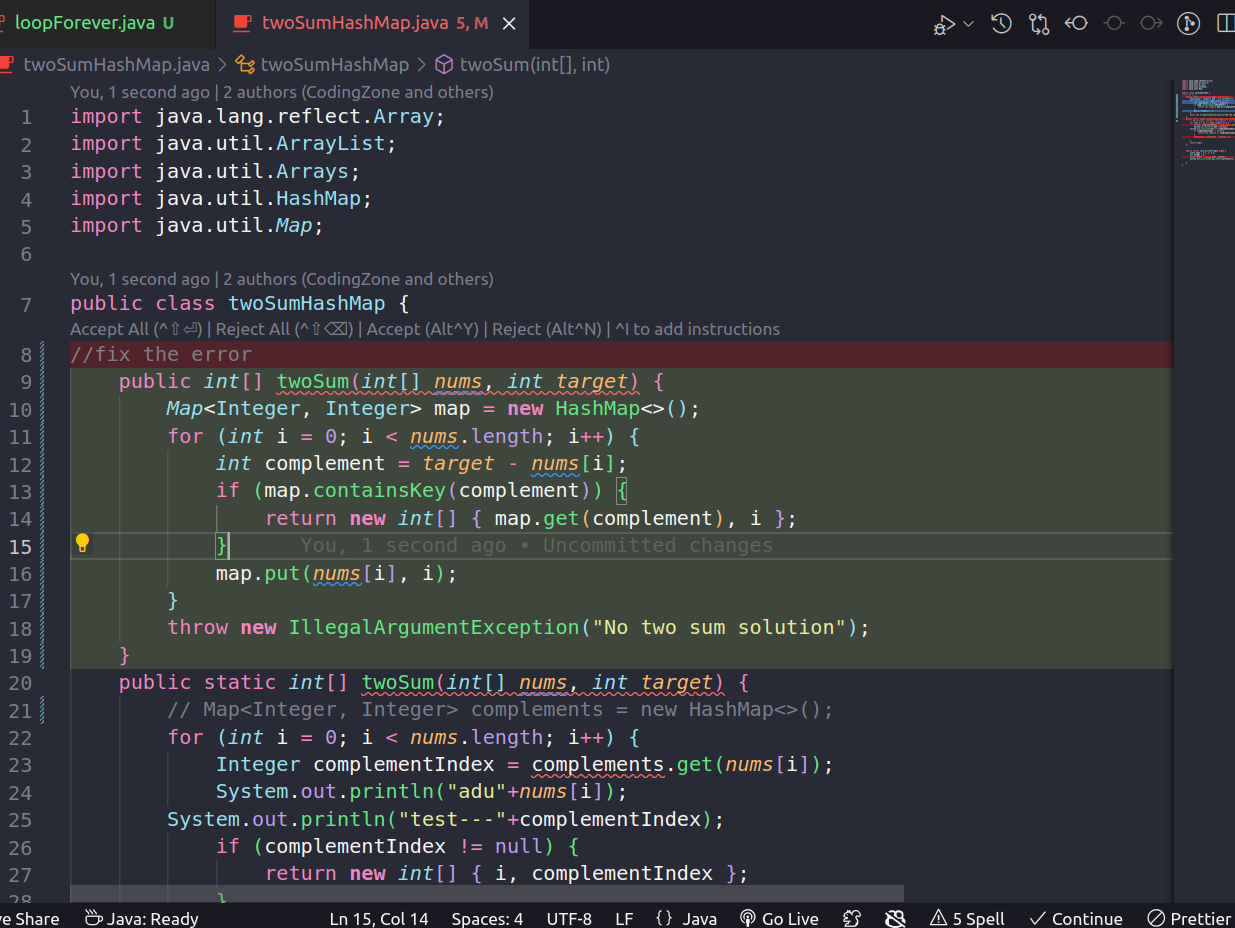 loopForever.java U
twoSumHashMap.java 5, M
twoSumHashMap.java > twoSumHashMap > twoSum(int[], int)
You, 1 second ago | 2 authors (CodingZone and others)
1 import java.lang.reflect.Array;
2 import java.util.ArrayList;
3 import java.util.Arrays;
4 import java.util.HashMap;
5 import java.util.Map;
6
You, 1 second ago | 2 authors (CodingZone and others)
7 public class twoSumHashMap {
Accept All (^⇧⏎) | Reject All (^⇧⌫) | Accept (Alt^Y) | Reject (Alt^N) | ^I to add instructions
8 //fix the error
9 public int[] twoSum(int[] nums, int target) {
10 Map<Integer, Integer> map = new HashMap<>();
11 for (int i = 0; i < nums.length; i++) {
12 int complement = target - nums[i];
13 if (map.containsKey(complement)) {
14 return new int[] { map.get(complement), i };
15 } You, 1 second ago • Uncommitted changes
16 map.put(nums[i], i);
17 }
18 throw new IllegalArgumentException("No two sum solution");
19 }
20 public static int[] twoSum(int[] nums, int target) {
21 // Map<Integer, Integer> complements = new HashMap<>();
22 for (int i = 0; i < nums.length; i++) {
23 Integer complementIndex = complements.get(nums[i]);
24 System.out.println("adu"+nums[i]);
25 System.out.println("test---"+complementIndex);
26 if (complementIndex != null) {
27 return new int[] { i, complementIndex };
28 }
ve Share Java: Ready Ln 15, Col 14 Spaces: 4 UTF-8 LF {} Java Go Live 5 Spell Continue Prettier